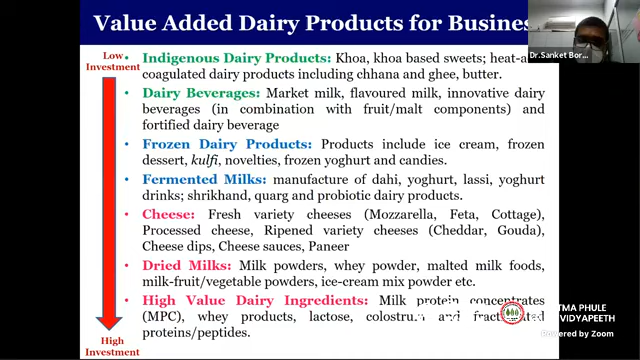 Value Added Dairy Products for Busines
Low
Investment
• Indigenous Dairy Products: Khoa, khoa based sweets; heat-a
coagulated dairy products including chhana and ghee, butter.
• Dairy Beverages: Market milk, flavoured milk, innovative dairy
beverages (in combination with fruit/malt components) and
fortified dairy beverage
• Frozen Dairy Products: Products include ice cream, frozen
dessert, kulfi, novelties, frozen yoghurt and candies.
• Fermented Milks: manufacture of dahi, yoghurt, lassi, yoghurt
drinks; shrikhand, quarg and probiotic dairy products.
• Cheese: Fresh variety cheeses (Mozzarella, Feta, Cottage),
Processed cheese, Ripened variety cheeses (Cheddar, Gouda),
Cheese dips, Cheese sauces, Paneer
• Dried Milks: Milk powders, whey powder, malted milk foods,
milk-fruit/vegetable powders, ice-cream mix powder etc.
• High Value Dairy Ingredients: Milk protein concentrates
(MPC), whey products, lactose, colostrum and
proteins/peptides.
High
Investment
Dr.Sanket Bor...
TMA PHULE
VIDYAPEETH
Powered by Zoom